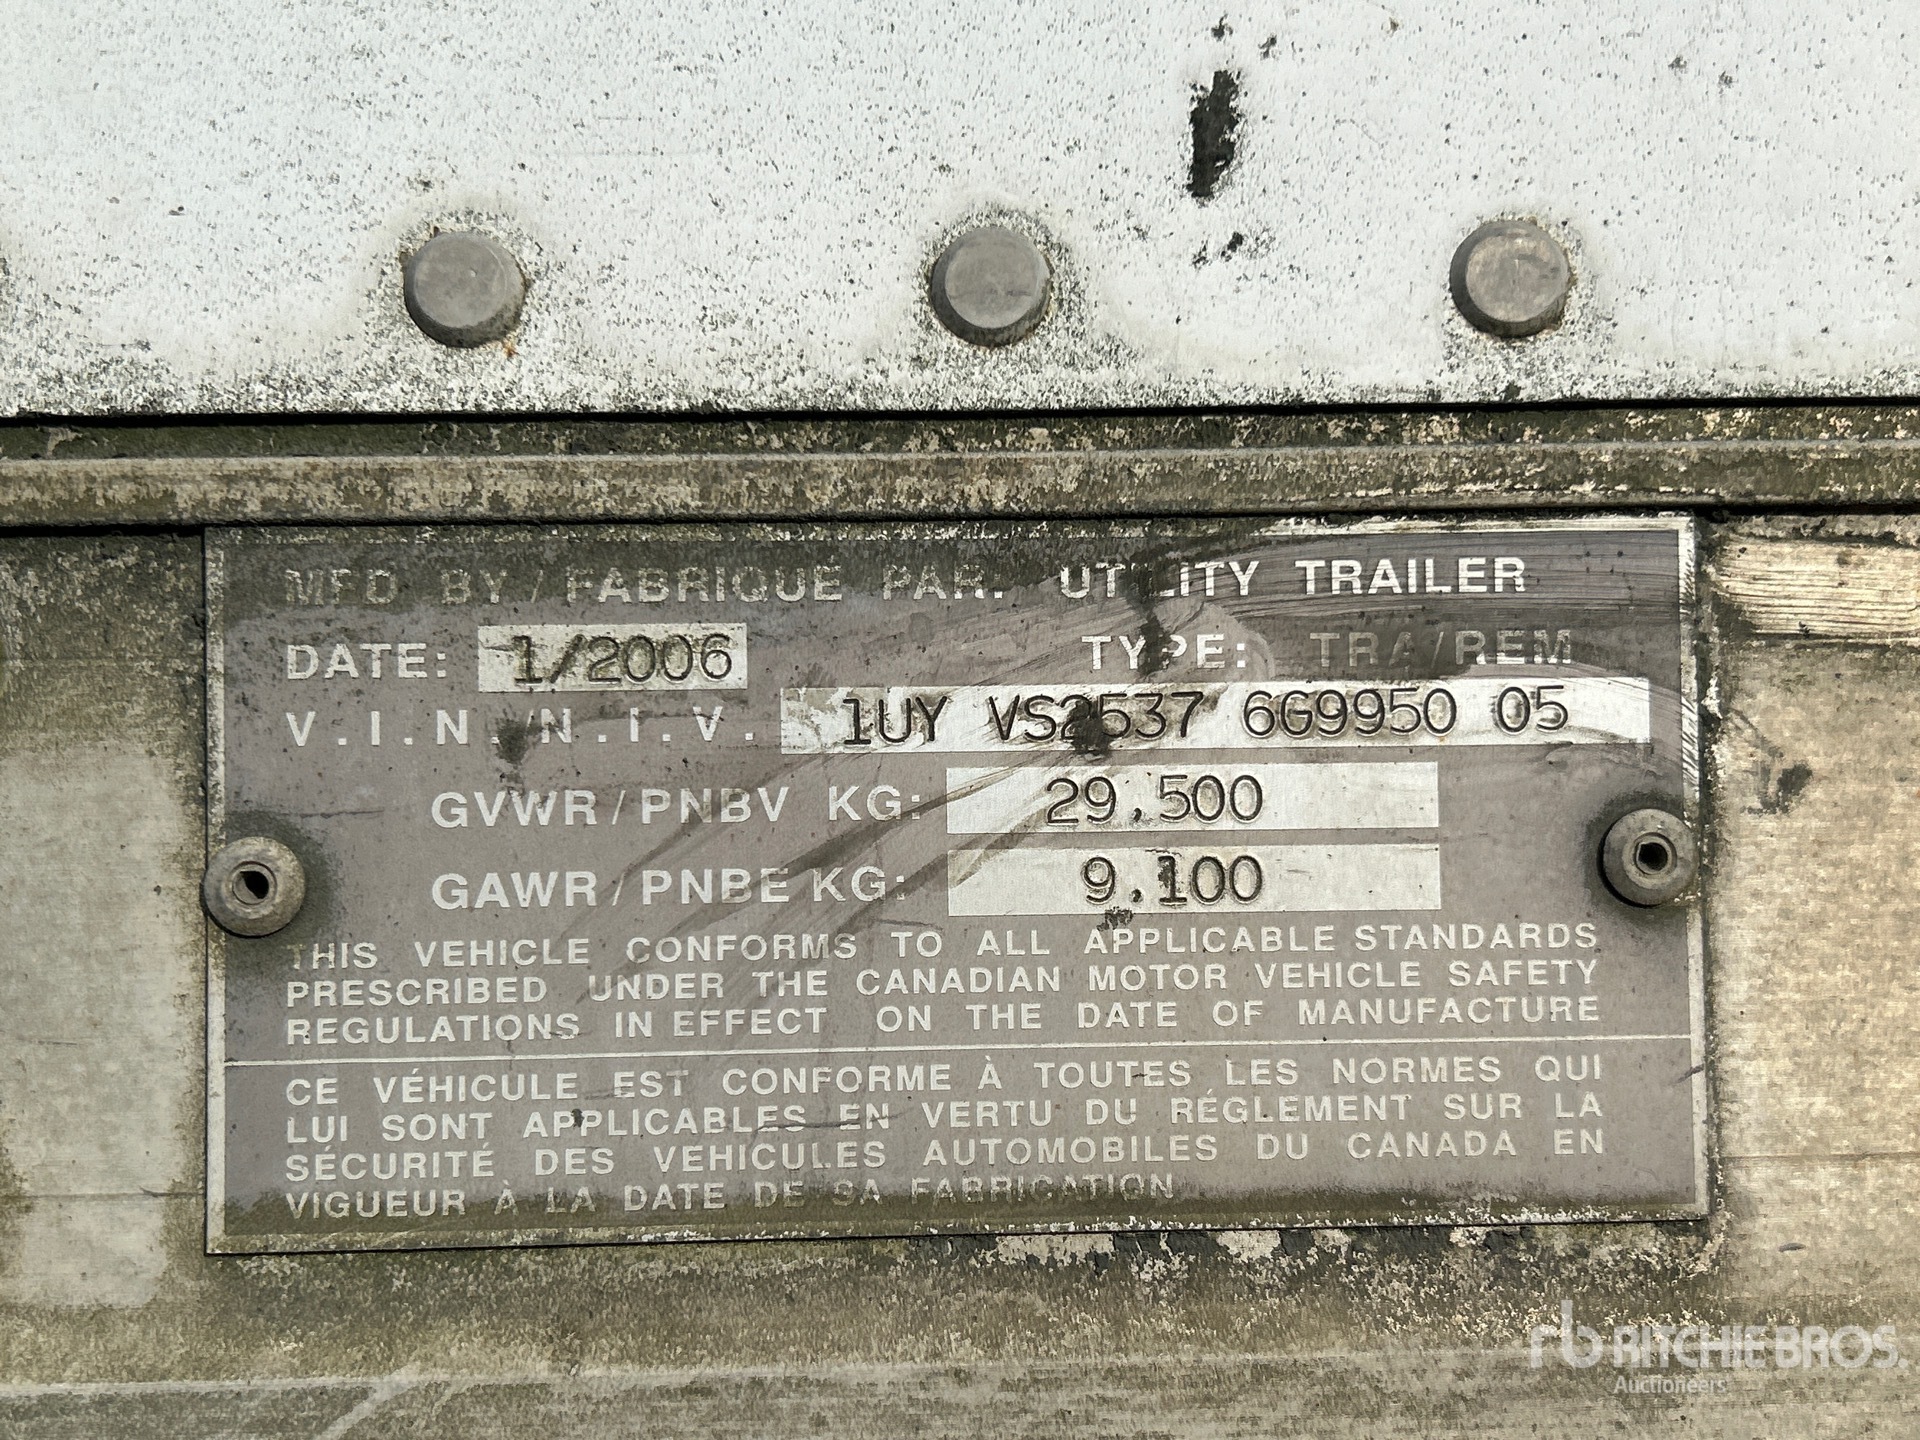 MFD BY / FABRIQUE PAR. UTILITY TRAILER
DATE: 1/2006 TYPE: TRA/REM
V.I.N./N.I.V. 1UY VS2537 6G9950 05
GVWR/PNBV KG: 29,500
GAWR/PNBE KG: 9,100
THIS VEHICLE CONFORMS TO ALL APPLICABLE STANDARDS
PRESCRIBED UNDER THE CANADIAN MOTOR VEHICLE SAFETY
REGULATIONS IN EFFECT ON THE DATE OF MANUFACTURE
CE VÉHICULE EST CONFORME À TOUTES LES NORMES QUI
LUI SONT APPLICABLES EN VERTU DU RÉGLEMENT SUR LA
SÉCURITÉ DES VEHICULES AUTOMOBILES DU CANADA EN
VIGUEUR À LA DATE DE SA FABRICATION
rb RITCHIE BROS.
Auctioneers